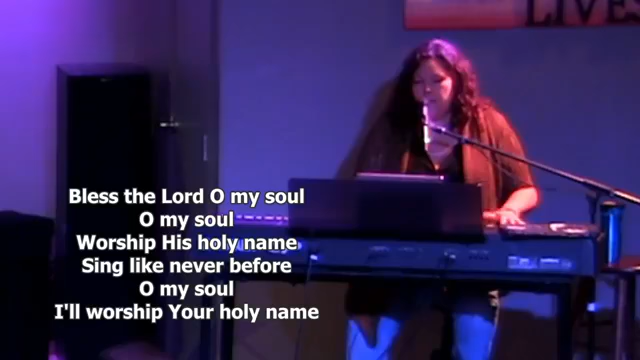 LIVES
Bless the Lord O my soul
O my soul
Worship His holy name
Sing like never before
O my soul
I'll worship Your holy name